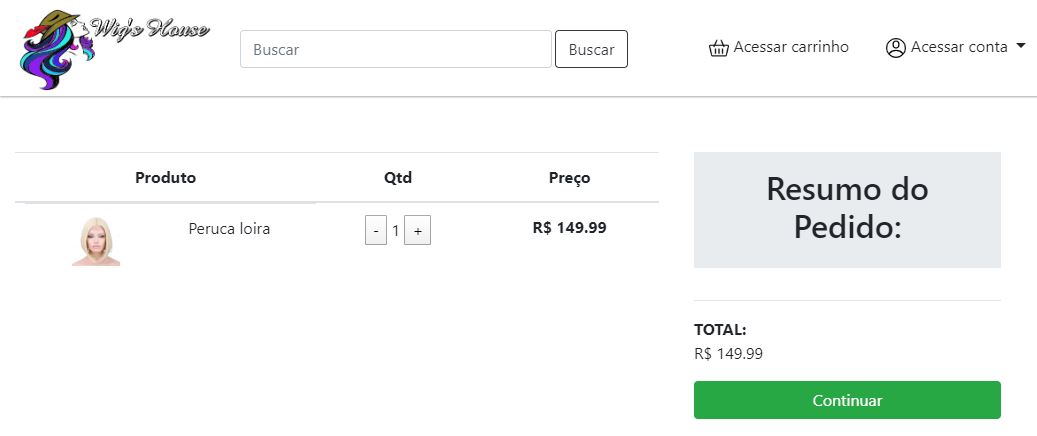 Wig's House
Buscar Buscar Acessar carrinho Acessar conta
Produto Qtd Preço
Peruca loira - 1 + R$ 149.99
Resumo do
Pedido:
TOTAL:
R$ 149.99
Continuar